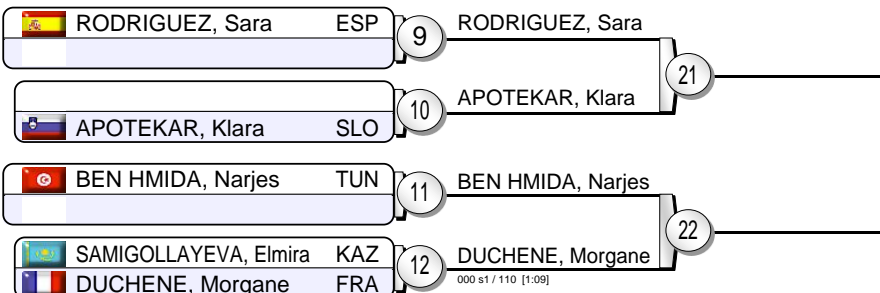 RODRIGUEZ, Sara ESP 9 RODRIGUEZ, Sara
21
10 APOTEKAR, Klara
APOTEKAR, Klara SLO
BEN HMIDA, Narjes TUN 11 BEN HMIDA, Narjes
22
SAMIGOLLAYEVA, Elmira KAZ 12 DUCHENE, Morgane
DUCHENE, Morgane FRA 000 s1 / 110 [1:09]